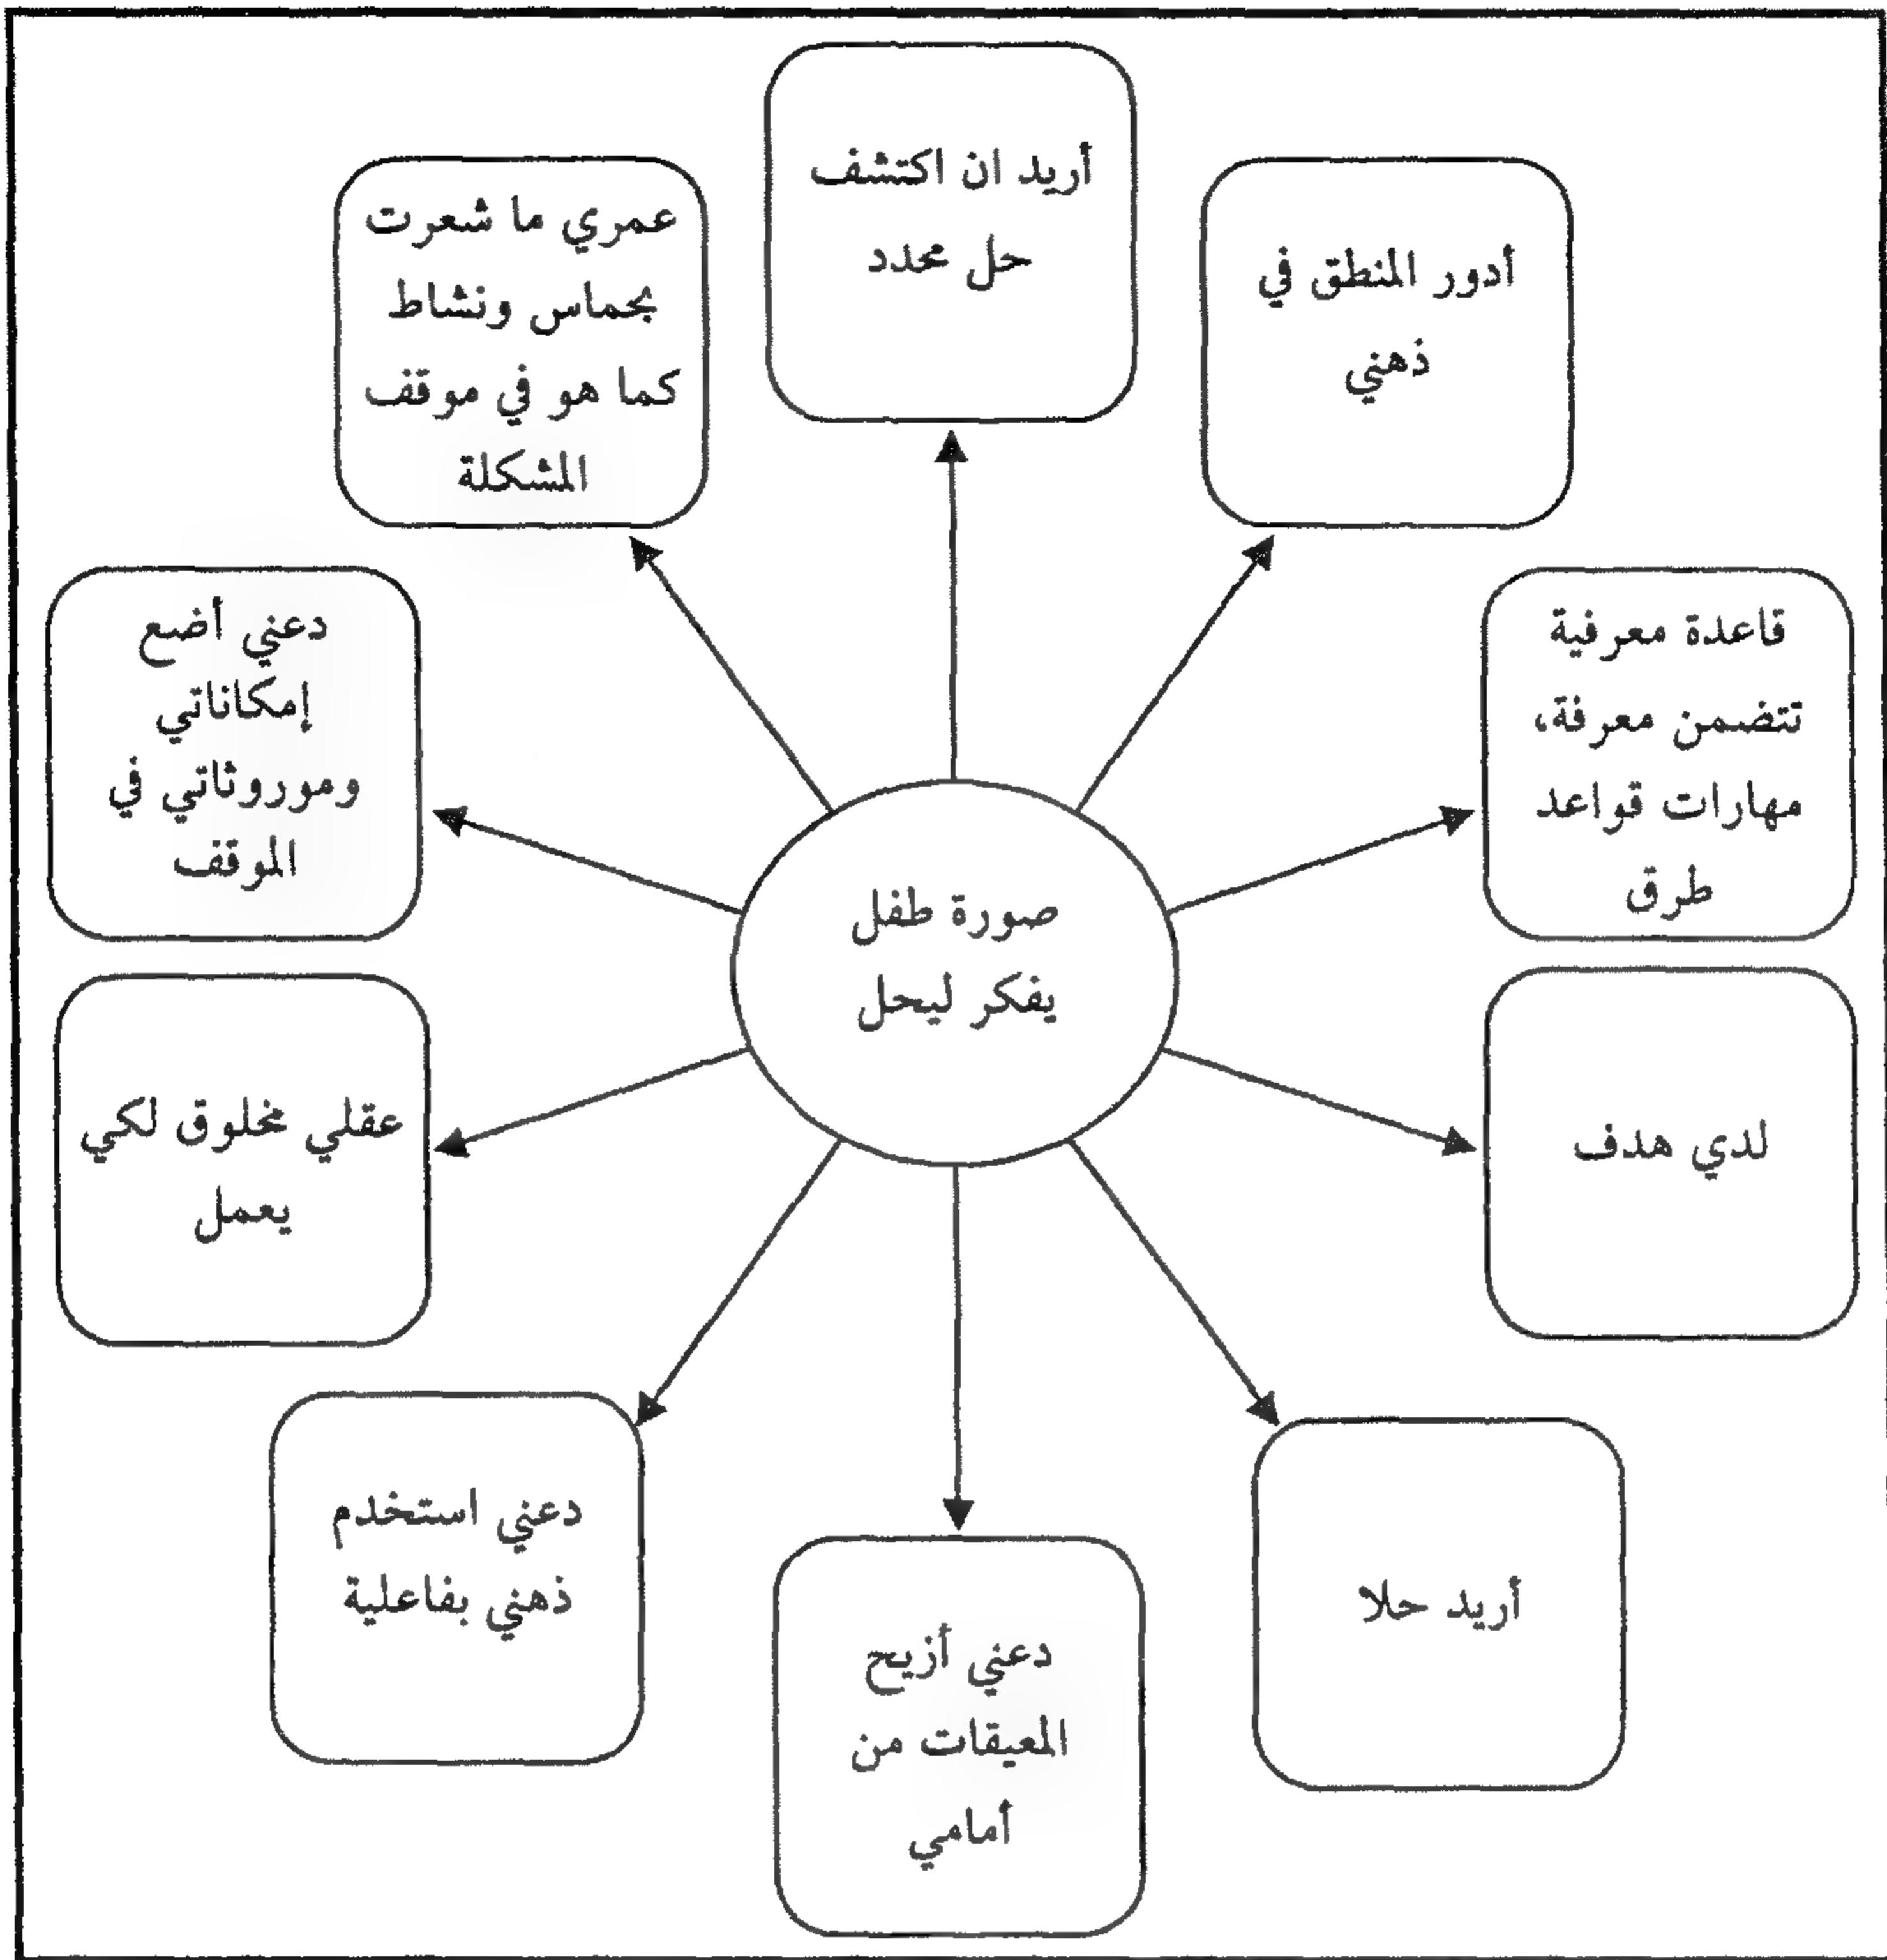 أريد ان اكتشف
حل محدد
أدور المنطق في
ذهني
عمري ما شعرت
بحماس ونشاط
كما هو في موقف
المشكلة
قاعدة معرفية
تتضمن معرفة،
مهارات قواعد
طرق
دعني أضع
إمكاناتي
وموروثاتي في
الموقف
صورة طفل
يفكر ليحل
لدي هدف
عقلي مخلوق لكي
يعمل
أريد حلا
دعني أزيح
المعيقات من
أمامي
دعني استخدم
ذهني بفاعلية